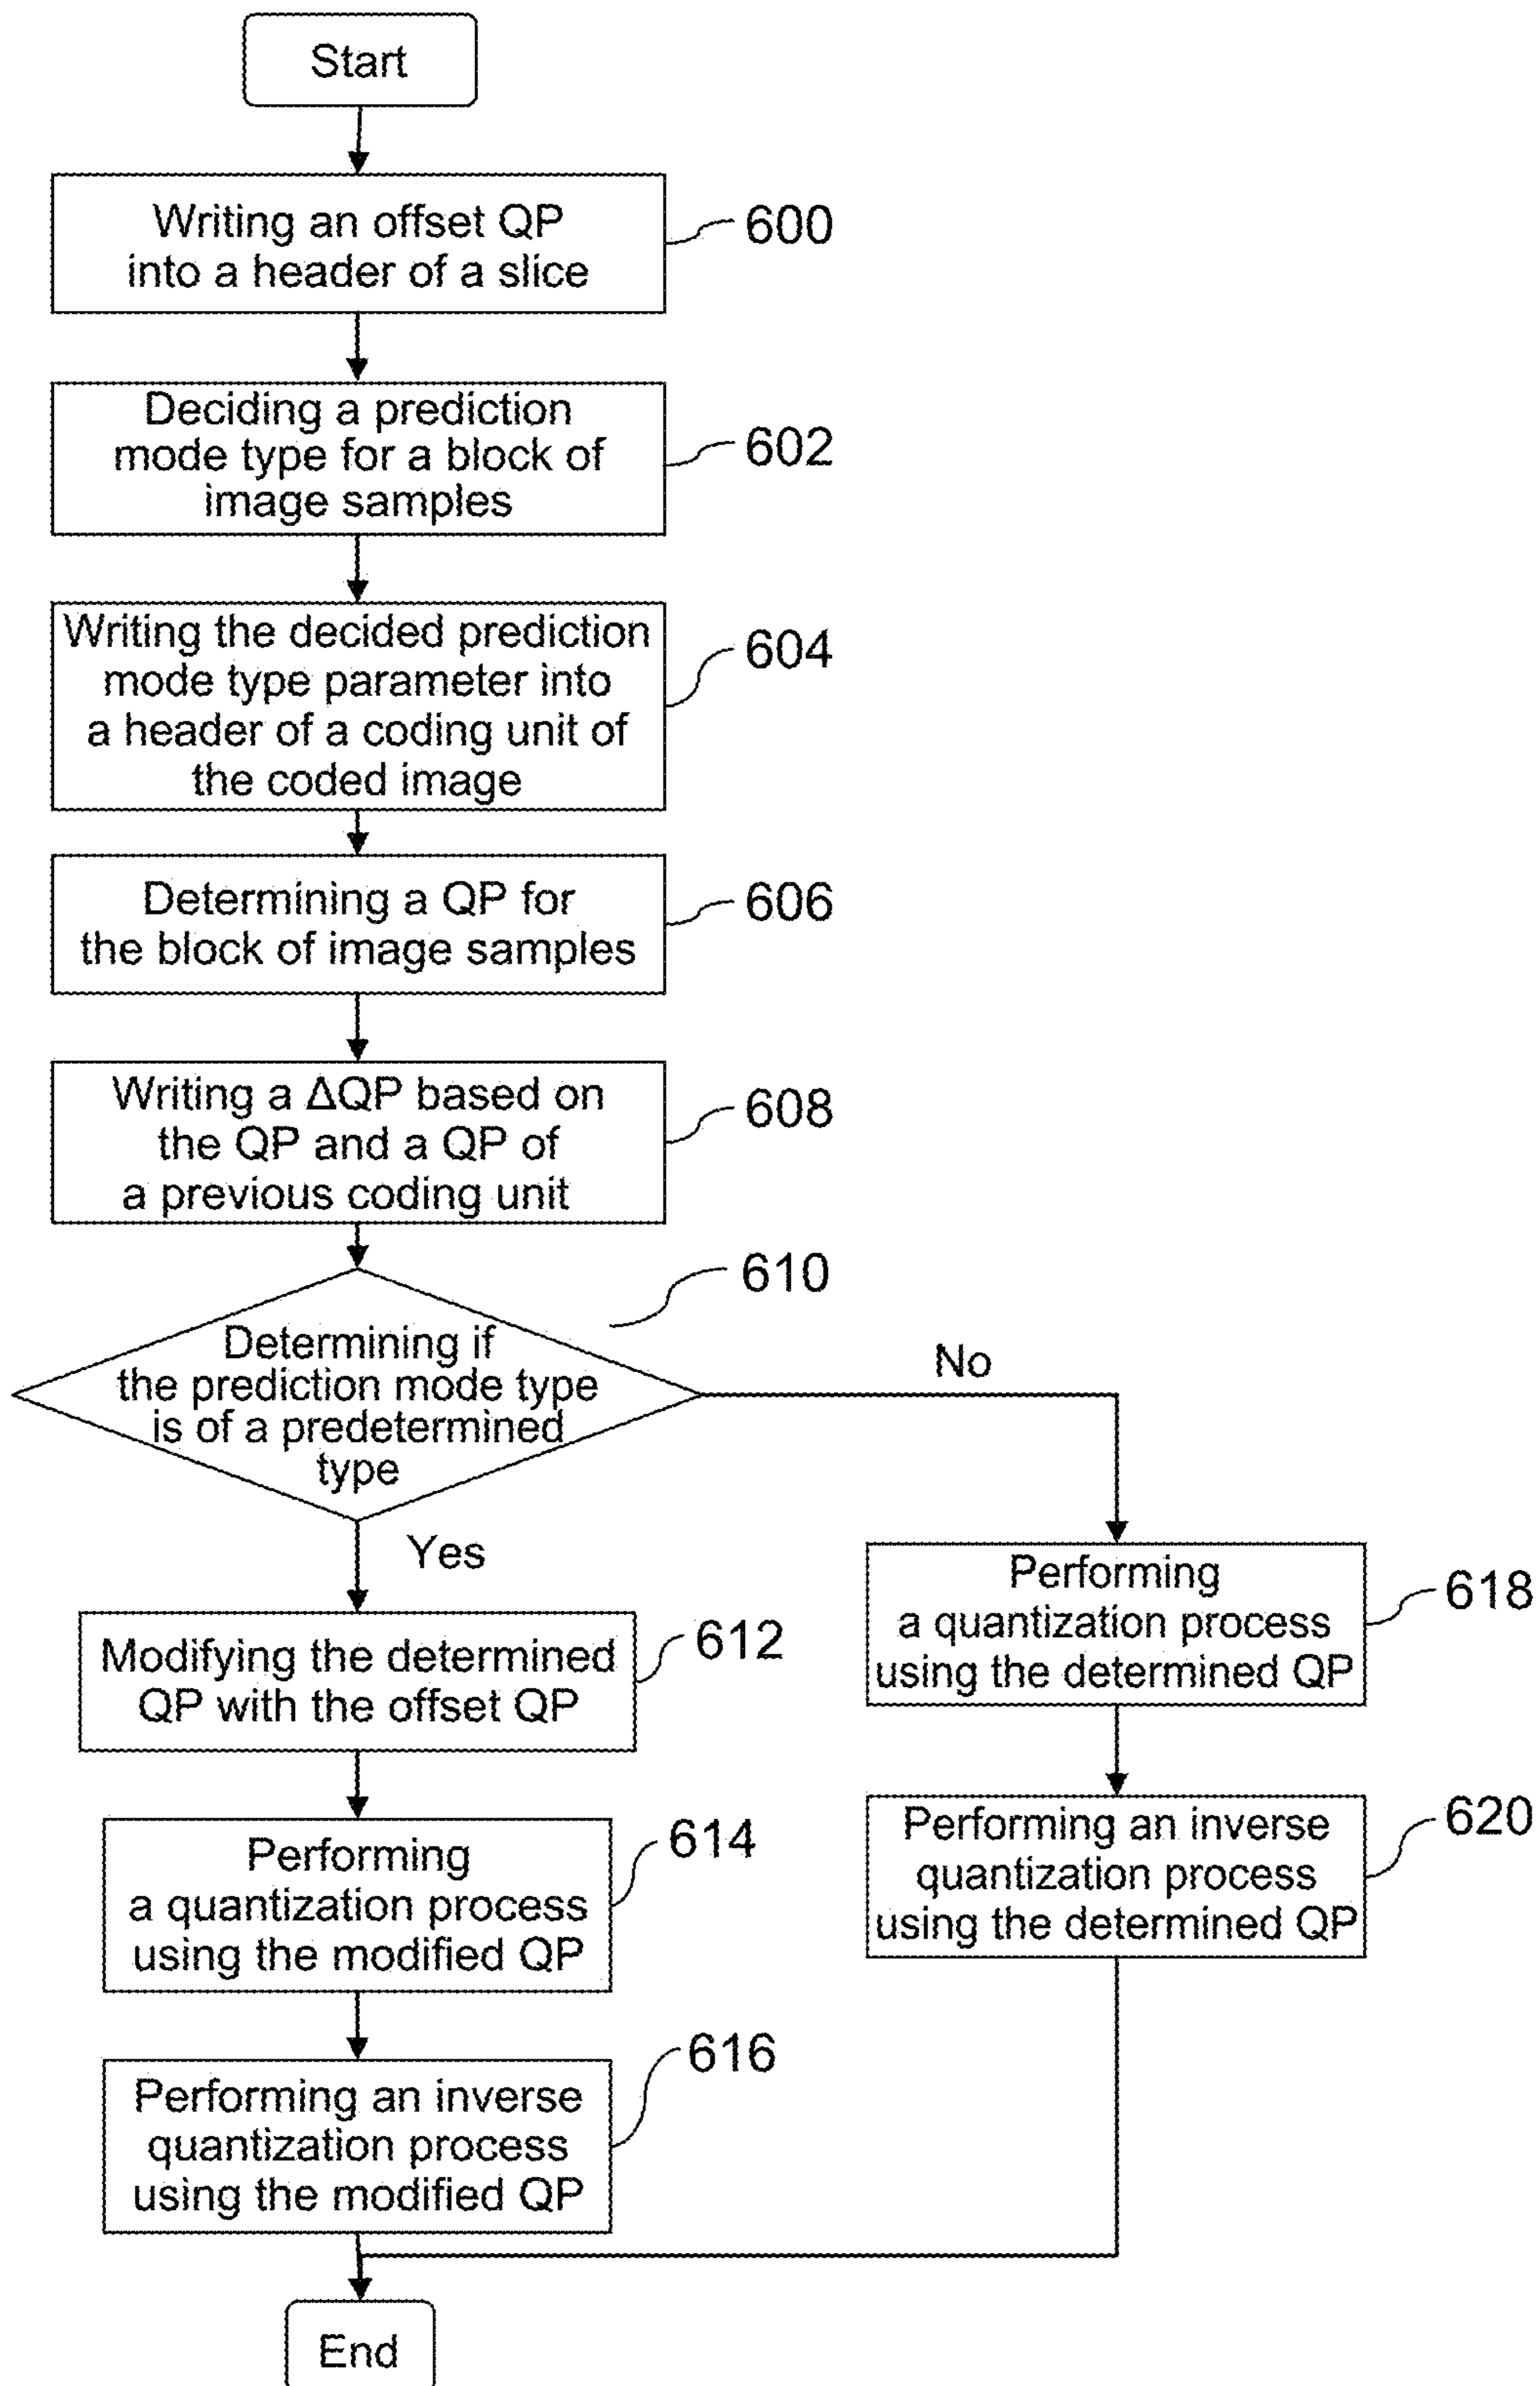 Start
Writing an offset QP
into a header of a slice
600
Deciding a prediction
mode type for a block of
image samples
602
Writing the decided prediction
mode type parameter into
a header of a coding unit of
the coded image
604
Determining a QP for
the block of image samples
606
Writing a ΔQP based on
the QP and a QP of
a previous coding unit
608
Determining if
the prediction mode type
is of a predetermined
type
610
No
Yes
Modifying the determined
QP with the offset QP
612
Performing
a quantization process
using the modified QP
614
Performing an inverse
quantization process
using the modified QP
616
Performing
a quantization process
using the determined QP
618
Performing an inverse
quantization process
using the determined QP
620
End